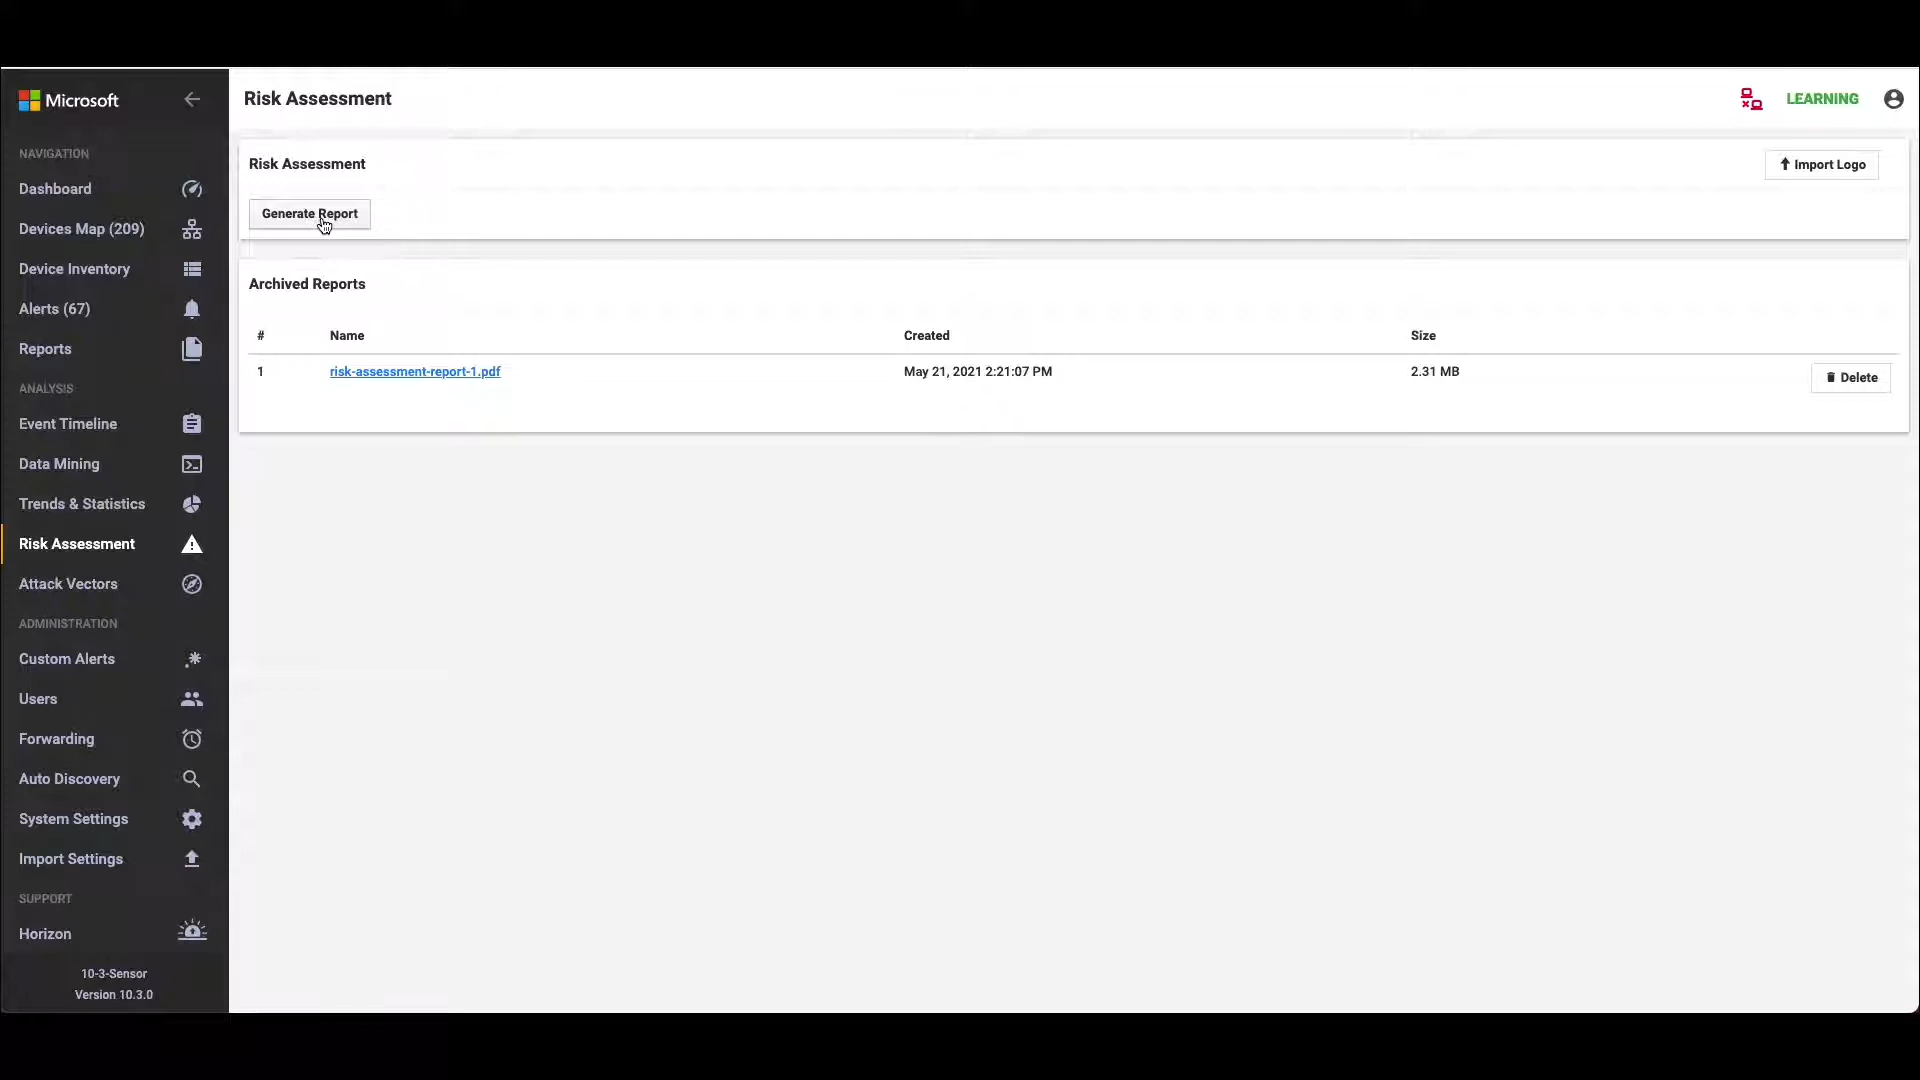 Microsoft
NAVIGATION
Dashboard
Devices Map (209)
Device Inventory
Alerts (67)
Reports
ANALYSIS
Event Timeline
Data Mining
Trends & Statistics
Risk Assessment
Attack Vectors
ADMINISTRATION
Custom Alerts
Users
Forwarding
Auto Discovery
System Settings
Import Settings
SUPPORT
Horizon
10-3-Sensor
Version 10.3.0
Risk Assessment
LEARNING
Risk Assessment
Import Logo
Generate Report
Archived Reports
# Name Created Size
1 risk-assessment-report-1.pdf May 21, 2021 2:21:07 PM 2.31 MB Delete